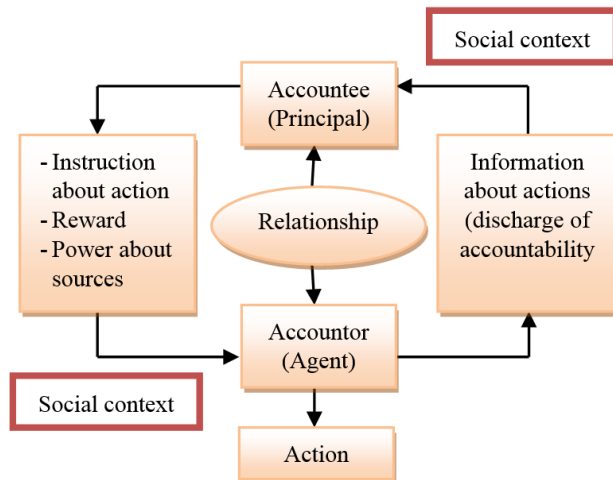 Social context
Accountee
(Principal)
- Instruction
about action
- Reward
- Power about
sources
Information
about actions
(discharge of
accountability
Relationship
Accountor
(Agent)
Social context
Action